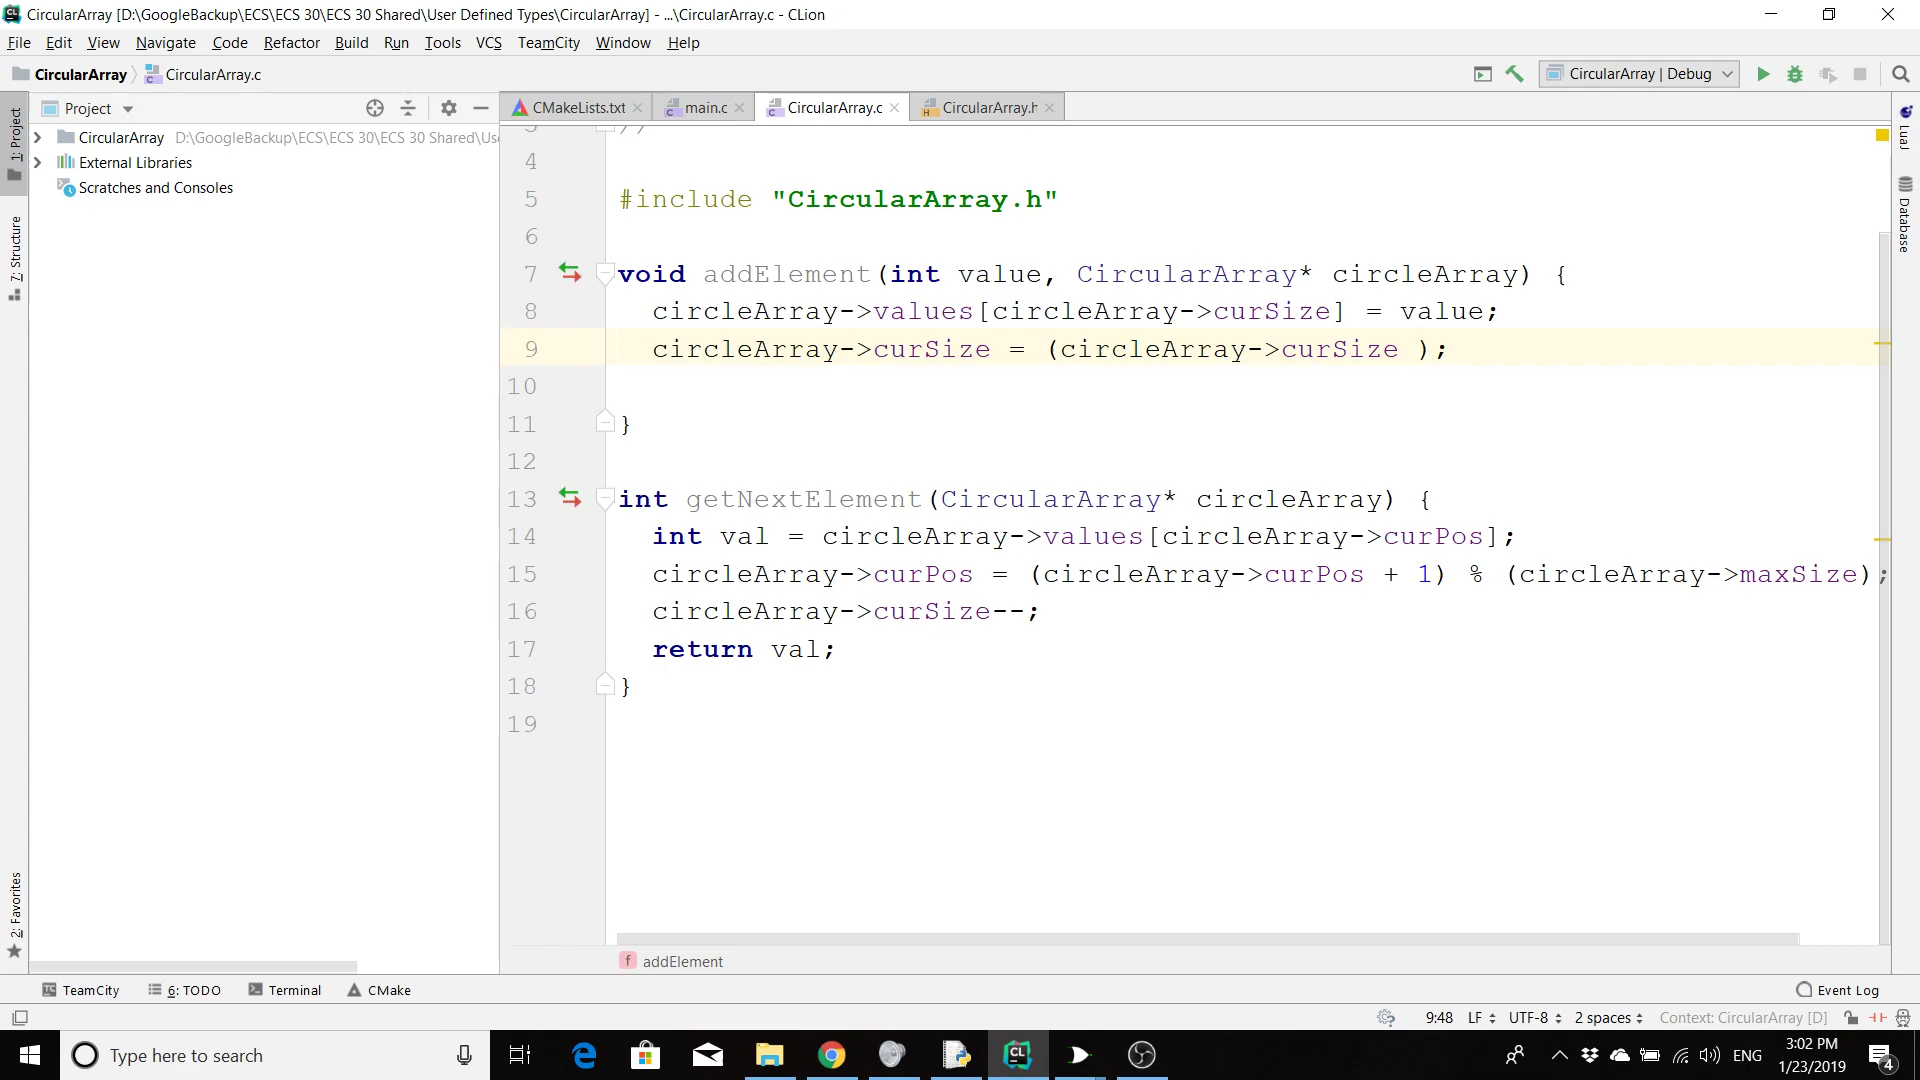 CircularArray [D:\GoogleBackup\ECS\ECS 30\ECS 30 Shared\User Defined Types\CircularArray] - ...\CircularArray.c - CLion
File Edit View Navigate Code Refactor Build Run Tools VCS TeamCity Window Help
CircularArray CircularArray.c CircularArray | Debug
Project CMakeLists.txt main.c CircularArray.c CircularArray.h
CircularArray D:\GoogleBackup\ECS\ECS 30\ECS 30 Shared\Us
External Libraries
Scratches and Consoles
1: Project
7: Structure
2: Favorites
3 //
4
5 #include "CircularArray.h"
6
7 void addElement(int value, CircularArray* circleArray) {
8 circleArray->values[circleArray->curSize] = value;
9 circleArray->curSize = (circleArray->curSize );
10
11 }
12
13 int getNextElement(CircularArray* circleArray) {
14 int val = circleArray->values[circleArray->curPos];
15 circleArray->curPos = (circleArray->curPos + 1) % (circleArray->maxSize);
16 circleArray->curSize--;
17 return val;
18 }
19
LuaJ
Database
f addElement
TeamCity 6: TODO Terminal CMake Event Log
9:48 LF UTF-8 2 spaces Context: CircularArray [D]
Type here to search ENG 3:02 PM
1/23/2019 4